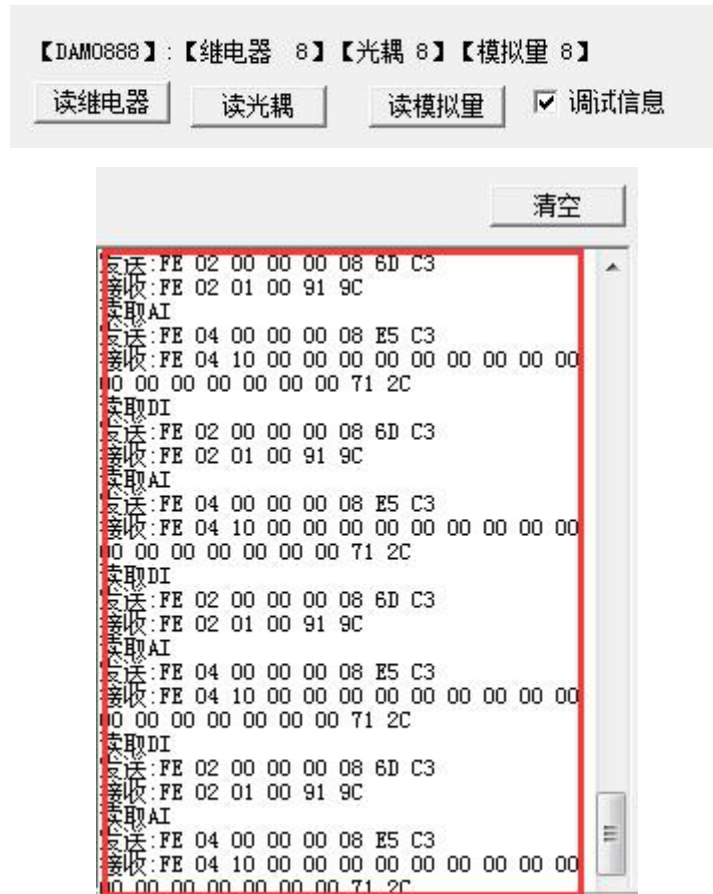 【DAM0888】:【继电器 8】【光耦 8】【模拟量 8】
读继电器 读光耦 读模拟量 调试信息
清空
发送:FE 02 00 00 00 08 6D C3
接收:FE 02 01 00 91 9C
读取AI
发送:FE 04 00 00 00 08 E5 C3
接收:FE 04 10 00 00 00 00 00 00 00 00 00
00 00 00 00 00 00 00 71 2C
读取DI
发送:FE 02 00 00 00 08 6D C3
接收:FE 02 01 00 91 9C
读取AI
发送:FE 04 00 00 00 08 E5 C3
接收:FE 04 10 00 00 00 00 00 00 00 00 00
00 00 00 00 00 00 00 71 2C
读取DI
发送:FE 02 00 00 00 08 6D C3
接收:FE 02 01 00 91 9C
读取AI
发送:FE 04 00 00 00 08 E5 C3
接收:FE 04 10 00 00 00 00 00 00 00 00 00
00 00 00 00 00 00 00 71 2C
读取DI
发送:FE 02 00 00 00 08 6D C3
接收:FE 02 01 00 91 9C
读取AI
发送:FE 04 00 00 00 08 E5 C3
接收:FE 04 10 00 00 00 00 00 00 00 00 00
00 00 00 00 00 00 00 71 2C